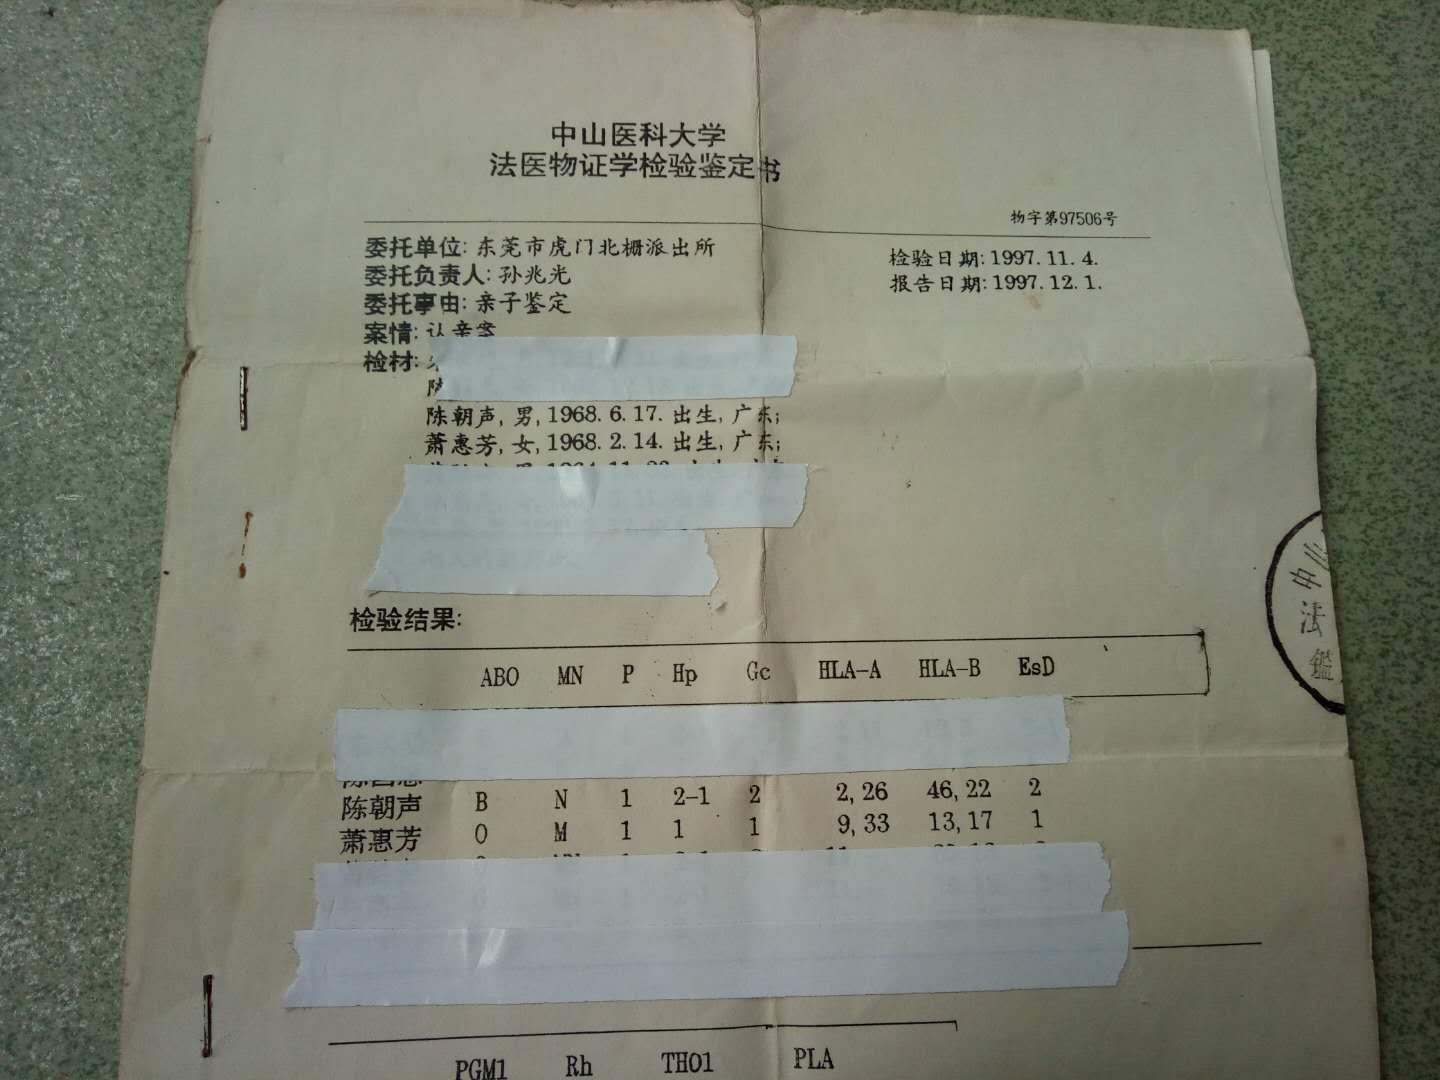 中山医科大学
法医物证学检验鉴定书
物字第97506号
委托单位: 东莞市虎门北栅派出所
检验日期: 1997.11.4.
委托负责人: 孙兆光
报告日期: 1997.12.1.
委托事由: 亲子鉴定
案情: 认亲案
检材:
陈朝声, 男, 1968. 6. 17. 出生, 广东;
萧惠芳, 女, 1968. 2. 14. 出生, 广东;
检验结果:
ABO MN P Hp Gc HLA-A HLA-B EsD
陈朝声 B N 1 2-1 2 2, 26 46, 22 2
萧惠芳 O M 1 1 1 9, 33 13, 17 1
PGM1 Rh THO1 PLA
中山
法
鑑